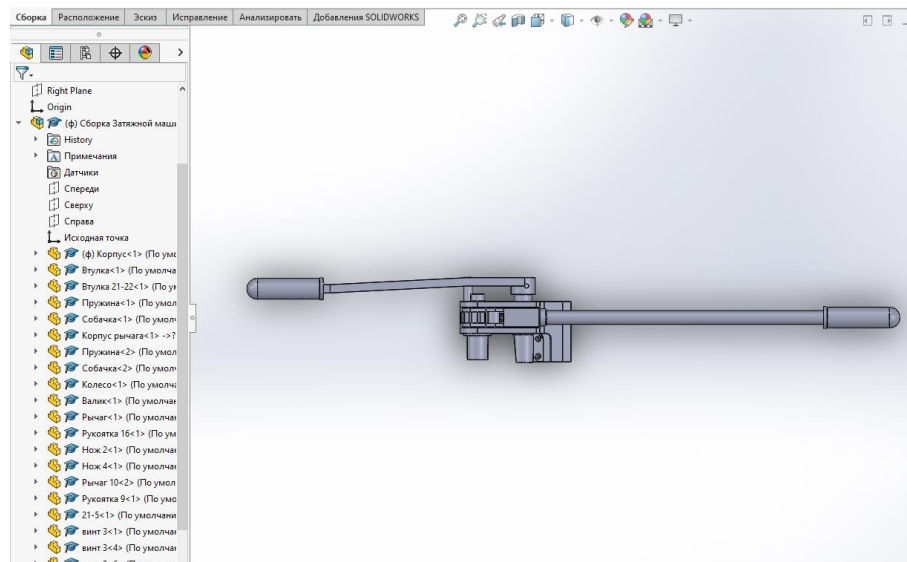 Сборка Расположение Эскиз Исправление Анализировать Добавления SOLIDWORKS
Right Plane
Origin
(ф) Сборка Затяжной маши
History
Примечания
Датчики
Спереди
Сверху
Справа
Исходная точка
(ф) Корпус<1> (По умо
Втулка<1> (По умолча
Втулка 21-22<1> (По ум
Пружина<1> (По умол
Собачка<1> (По умолч
Корпус рычага<1> ->?
Пружина<2> (По умол
Собачка<2> (По умолч
Колесо<1> (По умолча
Валик<1> (По умолчан
Рычаг<1> (По умолчан
Рукоятка 16<1> (По ум
Нож 2<1> (По умолчан
Нож 4<1> (По умолчан
Рычаг 10<2> (По умол
Рукоятка 9<1> (По умо
21-5<1> (По умолчани
винт 3<1> (По умолчан
винт 3<4> (По умолчан